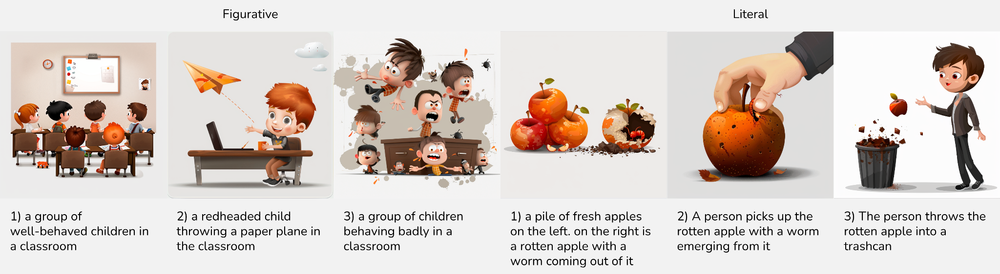 Figurative
Literal
1) a group of
well-behaved children in
a classroom
2) a redheaded child
throwing a paper plane in
the classroom
3) a group of children
behaving badly in a
classroom
1) a pile of fresh apples
on the left. on the right is
a rotten apple with a
worm coming out of it
2) A person picks up the
rotten apple with a worm
emerging from it
3) The person throws the
rotten apple into a
trashcan